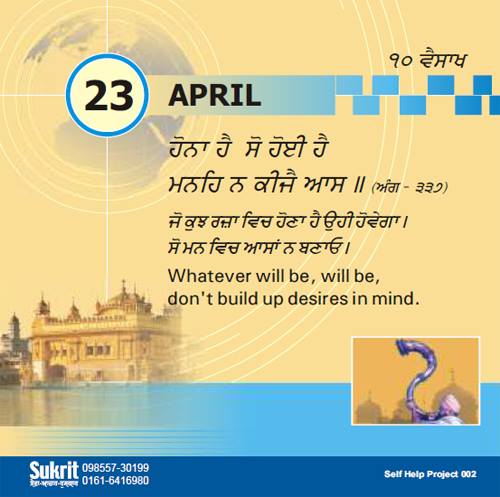 ੧੦ ਵੈਸਾਖ
23 APRIL
ਹੋਨਾ ਹੈ ਸੋ ਹੋਈ ਹੈ
ਮਨਹਿ ਨ ਕੀਜੈ ਆਸ ॥ (ਅੰਗ - ੩੩੭)
ਜੋ ਕੁਝ ਰਜ਼ਾ ਵਿਚ ਹੋਣਾ ਹੈ ਉਹੀ ਹੋਵੇਗਾ।
ਸੋ ਮਨ ਵਿਚ ਆਸਾਂ ਨ ਬਣਾਓ।
Whatever will be, will be,
don't build up desires in mind.
Sukrit 098557-30199
0161-6416980
Self Help Project 002